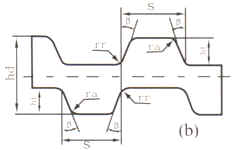 S
β β
rr ra
ht
hd
ht
ra rr
β β
S
(b)